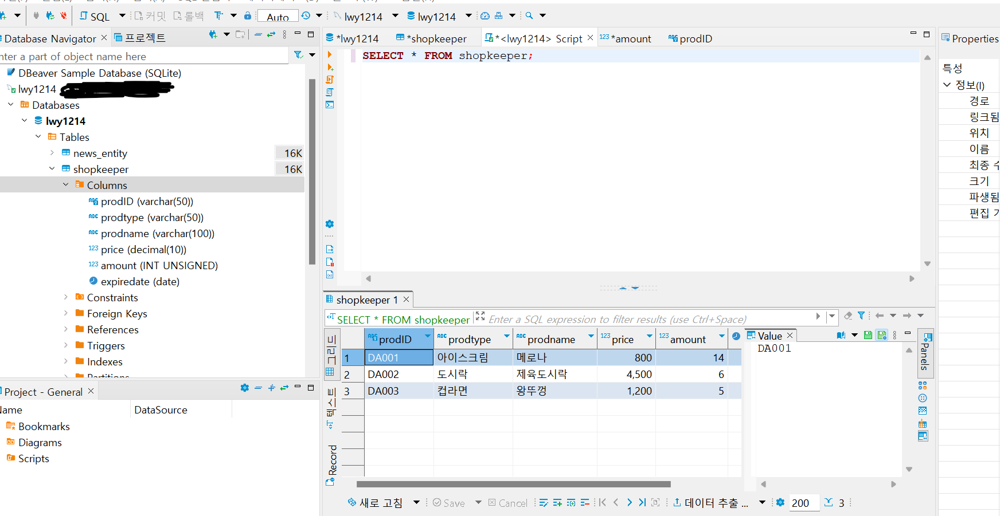 SQL 커밋 롤백 Auto lwy1214 lwy1214
Database Navigator 프로젝트
nter a part of object name here
DBeaver Sample Database (SQLite)
lwy1214
Databases
lwy1214
Tables
news_entity 16K
shopkeeper 16K
Columns
prodID (varchar(50))
prodtype (varchar(50))
prodname (varchar(100))
price (decimal(10))
amount (INT UNSIGNED)
expiredate (date)
Constraints
Foreign Keys
References
Triggers
Indexes
Partitions
Project - General
Name DataSource
Bookmarks
Diagrams
Scripts
*lwy1214 *shopkeeper *<lwy1214> Script 123 *amount prodID
SELECT * FROM shopkeeper;
shopkeeper 1
SELECT * FROM shopkeeper Enter a SQL expression to filter results (use Ctrl+Space)
그리드
텍스트
Record
prodID ABC prodtype ABC prodname 123 price 123 amount
1 DA001 아이스크림 메로나 800 14
2 DA002 도시락 제육도시락 4,500 6
3 DA003 컵라면 왕뚜껑 1,200 5
Value
DA001
Panels
새로 고침 Save Cancel 데이터 추출 ... 200 3
Properties
특성
정보(I)
경로
링크됨
위치
이름
최종 수
크기
파생됨
편집 가